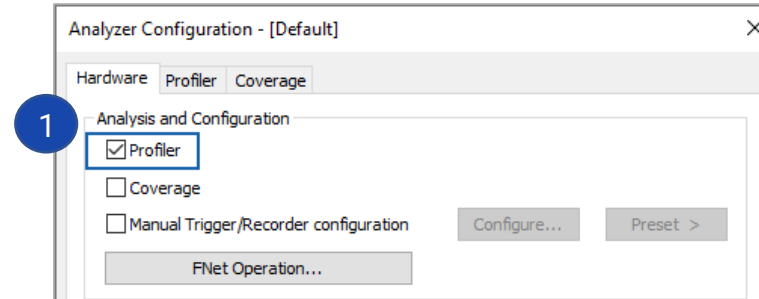 Analyzer Configuration - [Default]
Hardware Profiler Coverage
1
Analysis and Configuration
Profiler
Coverage
Manual Trigger/Recorder configuration Configure... Preset >
FNet Operation...